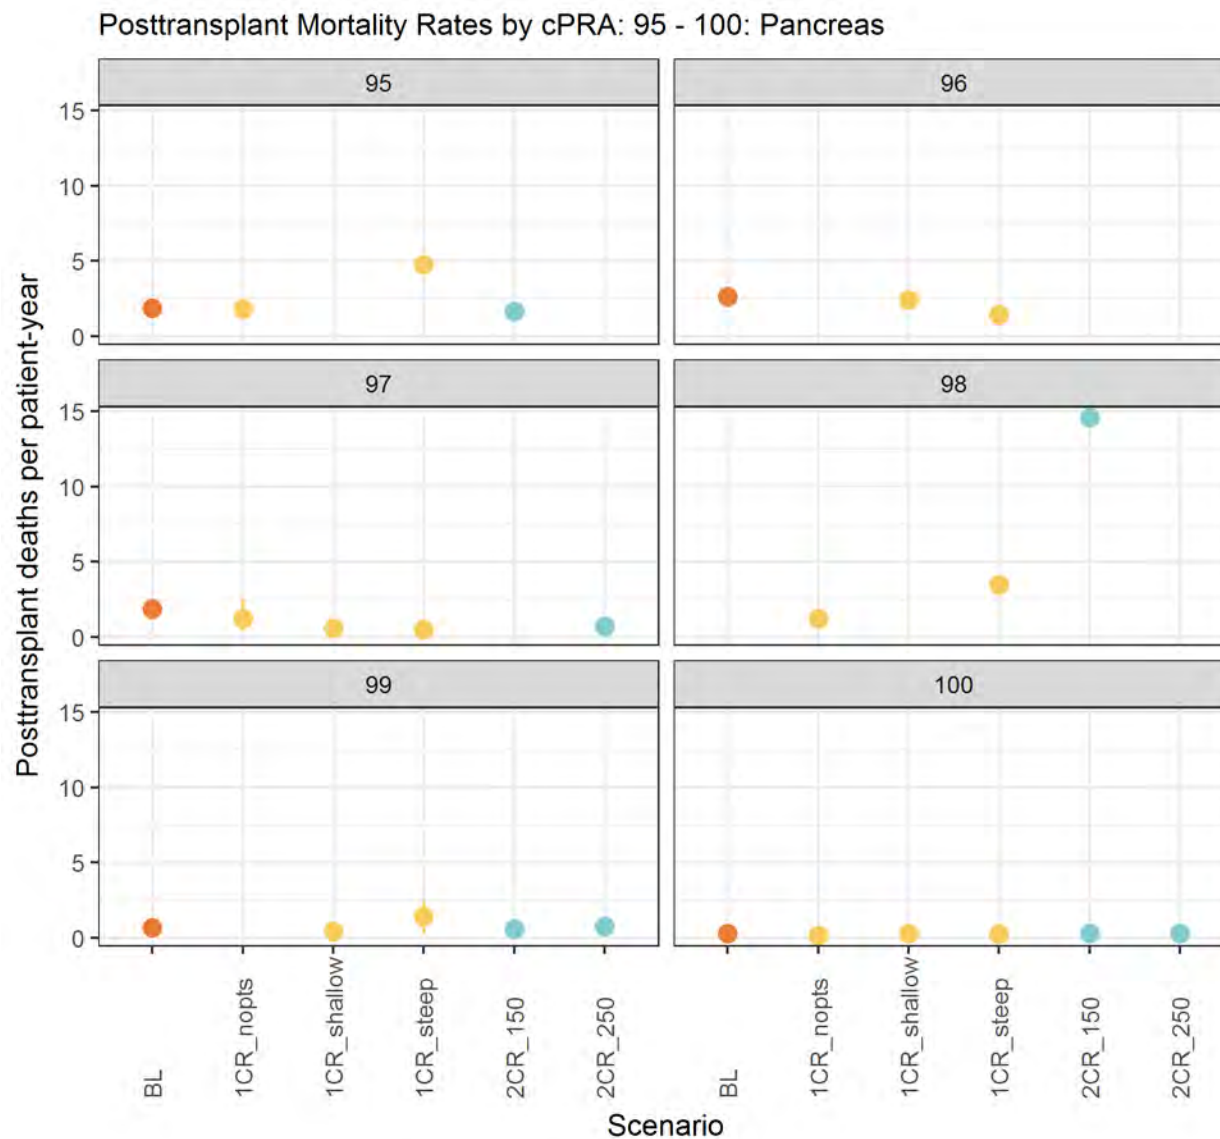 Posttransplant Mortality Rates by cPRA: 95 - 100: Pancreas
95
96
15
10
5
0
97
98
15
10
5
0
99
100
15
10
5
0
Posttransplant deaths per patient-year
BL
1CR_nopts
1CR_shallow
1CR_steep
2CR_150
2CR_250
BL
1CR_nopts
1CR_shallow
1CR_steep
2CR_150
2CR_250
Scenario